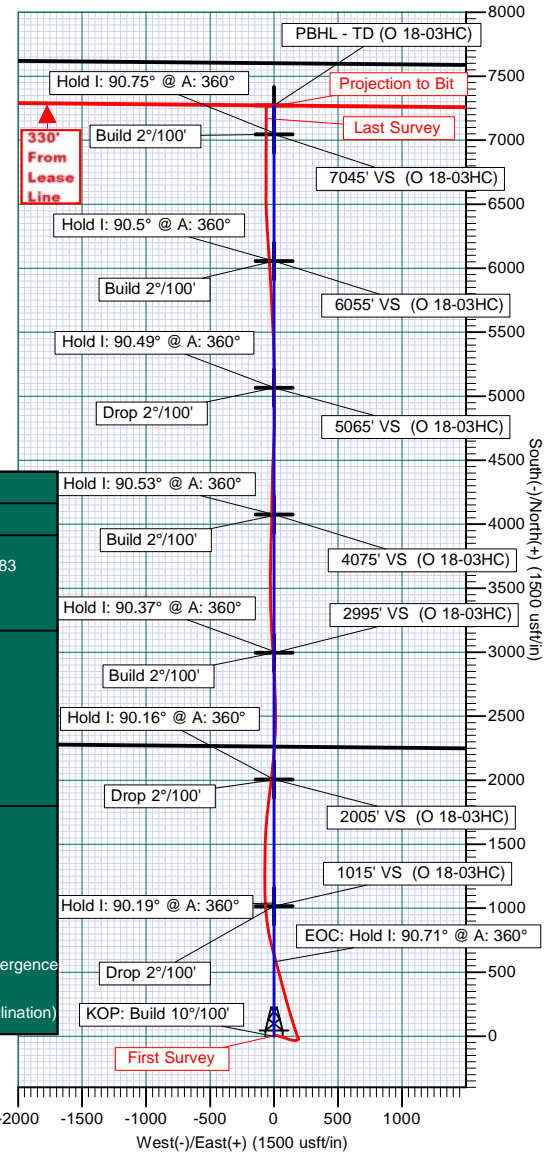 8000
PBHL - TD (O 18-03HC)
7500
Hold I: 90.75° @ A: 360°
Projection to Bit
Build 2°/100'
Last Survey
7000
330'
From
Lease
Line
7045' VS (O 18-03HC)
6500
Hold I: 90.5° @ A: 360°
6000
Build 2°/100'
6055' VS (O 18-03HC)
5500
Hold I: 90.49° @ A: 360°
5000
Drop 2°/100'
5065' VS (O 18-03HC)
4500
Hold I: 90.53° @ A: 360°
4000
Build 2°/100'
4075' VS (O 18-03HC)
83
3500
Hold I: 90.37° @ A: 360°
2995' VS (O 18-03HC)
3000
Build 2°/100'
2500
Hold I: 90.16° @ A: 360°
2000
Drop 2°/100'
2005' VS (O 18-03HC)
1500
1015' VS (O 18-03HC)
1000
Hold I: 90.19° @ A: 360°
EOC: Hold I: 90.71° @ A: 360°
ergence
Drop 2°/100'
500
clination)
KOP: Build 10°/100'
0
First Survey
South(-)/North(+) (1500 usft/in)
-2000 -1500 -1000 -500 0 500 1000
West(-)/East(+) (1500 usft/in)